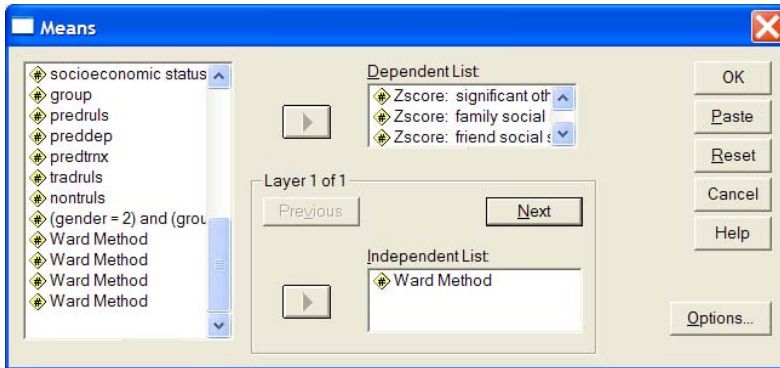 Means
socioeconomic status
group
predruls
preddep
predtrnx
tradruls
nontruls
(gender = 2) and (grou
Ward Method
Ward Method
Ward Method
Ward Method
Dependent List:
Zscore: significant oth
Zscore: family social
Zscore: friend social s
Layer 1 of 1
Previous
Next
Independent List:
Ward Method
OK
Paste
Reset
Cancel
Help
Options...